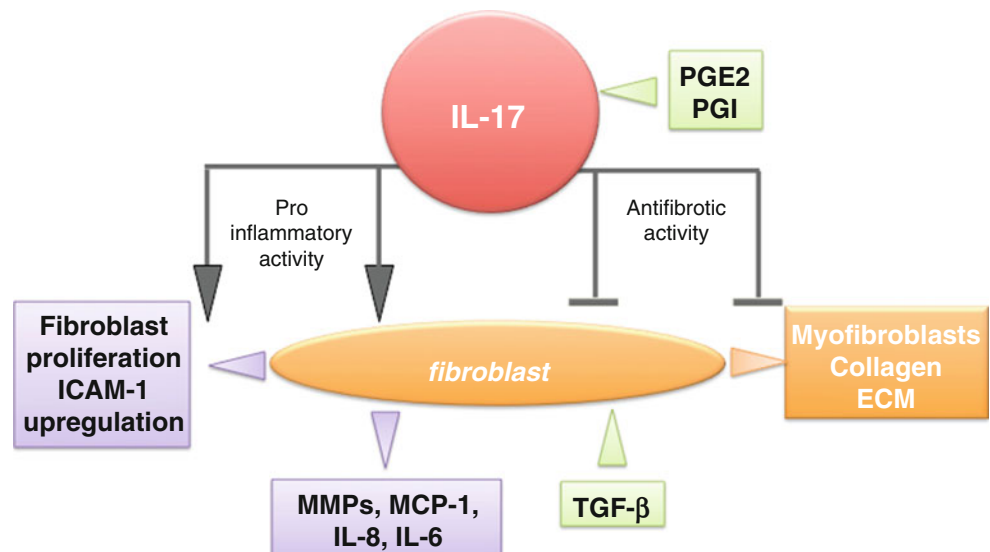 IL-17
PGE2
PGI
Pro
inflammatory
activity
Antifibrotic
activity
Fibroblast
proliferation
ICAM-1
upregulation
fibroblast
Myofibroblasts
Collagen
ECM
MMPs, MCP-1,
IL-8, IL-6
TGF-β